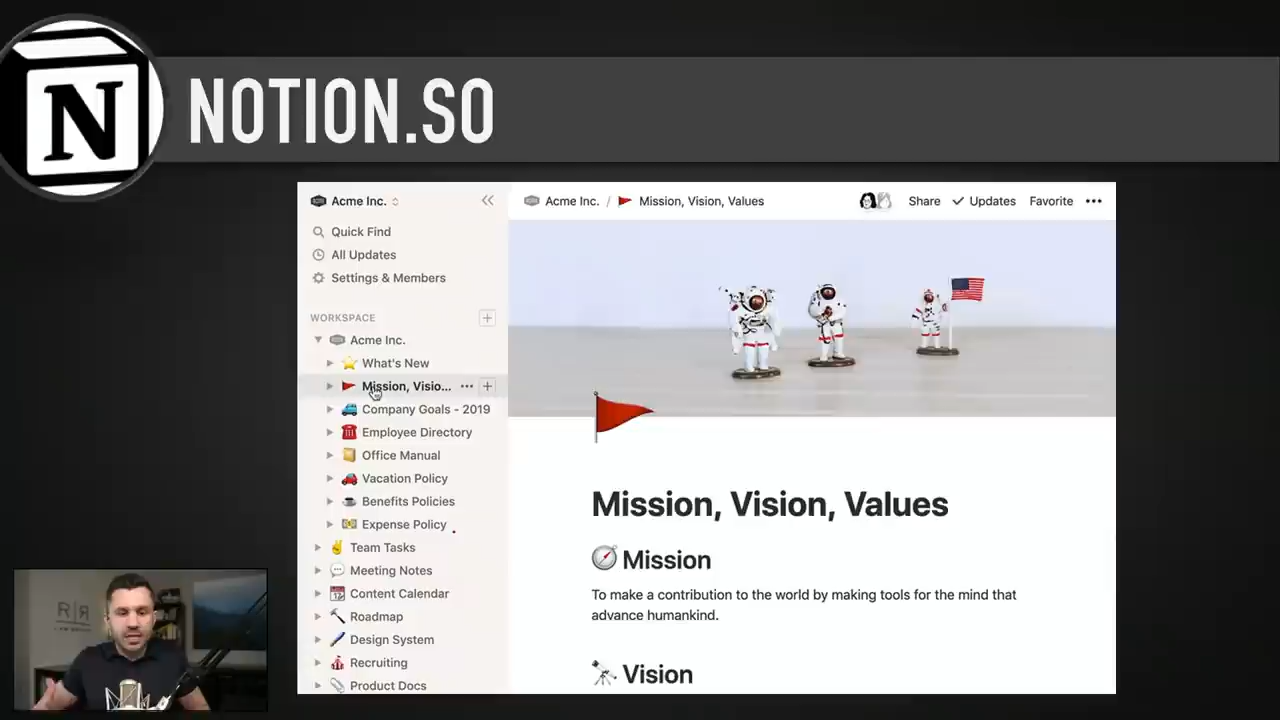 N
NOTION.SO
Acme Inc.
Quick Find
All Updates
Settings & Members
WORKSPACE
Acme Inc.
What's New
Mission, Visio...
Company Goals - 2019
Employee Directory
Office Manual
Vacation Policy
Benefits Policies
Expense Policy
Team Tasks
Meeting Notes
Content Calendar
Roadmap
Design System
Recruiting
Product Docs
Acme Inc. / Mission, Vision, Values
Share
Updates
Favorite
Mission, Vision, Values
Mission
To make a contribution to the world by making tools for the mind that
advance humankind.
Vision